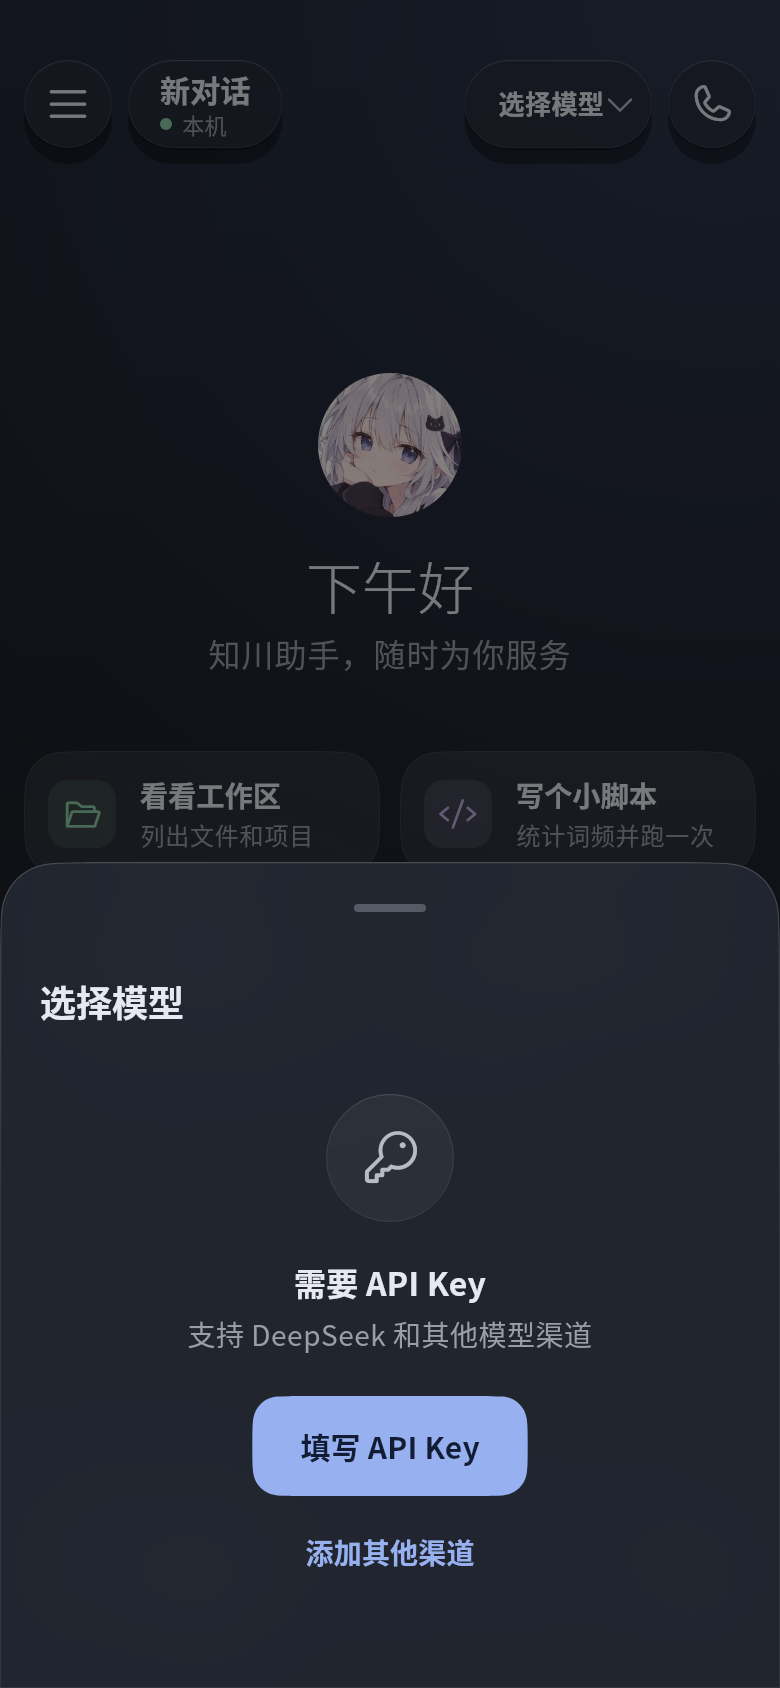 新对话
本机
选择模型
下午好
知川助手，随时为你服务
看看工作区
列出文件和项目
写个小脚本
统计词频并跑一次
选择模型
需要 API Key
支持 DeepSeek 和其他模型渠道
填写 API Key
添加其他渠道